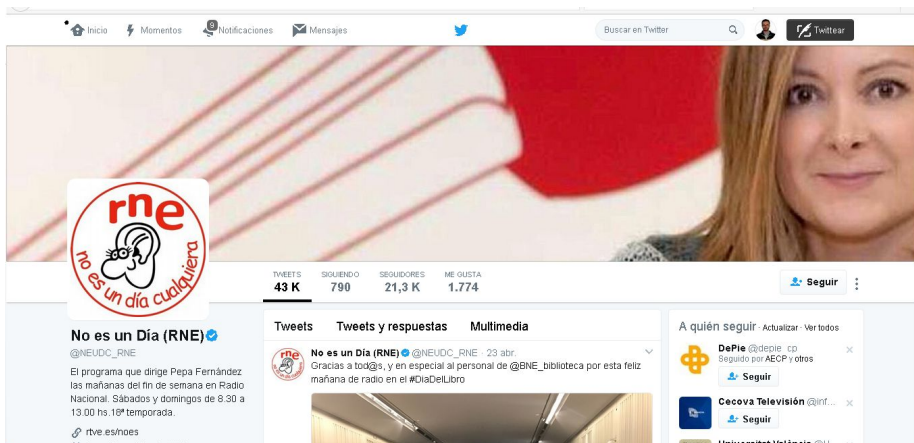 Inicio
Momentos
9
Notificaciones
Mensajes
Buscar en Twitter
Twittear
rne
no es un día cualquiera
TWEETS SIGUIENDO SEGUIDORES ME GUSTA
43 K 790 21,3 K 1.774
Seguir
No es un Día (RNE)
@NEUDC_RNE
El programa que dirige Pepa Fernández
las mañanas del fin de semana en Radio
Nacional. Sábados y domingos de 8.30 a
13.00 hs.18ª temporada.
rtve.es/noes
Tweets Tweets y respuestas Multimedia
rne
No es un Día (RNE) @NEUDC_RNE · 23 abr.
Gracias a tod@s, y en especial al personal de @BNE_biblioteca por esta feliz
mañana de radio en el #DiaDelLibro
A quién seguir · Actualizar · Ver todos
DePie @depie_cp
Seguido por AECP y otros
Seguir
Cecova Televisión @inf...
Seguir